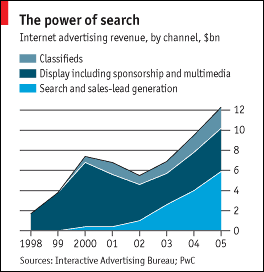 The power of search
Internet advertising revenue, by channel, $bn
Classifieds
Display including sponsorship and multimedia
Search and sales-lead generation
12
10
8
6
4
2
0
1998 99 2000 01 02 03 04 05
Sources: Interactive Advertising Bureau; PwC